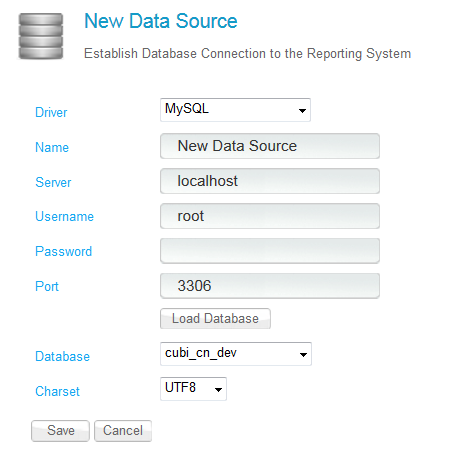 New Data Source
Establish Database Connection to the Reporting System
Driver MySQL
Name New Data Source
Server localhost
Username root
Password
Port 3306
Load Database
Database cubi_cn_dev
Charset UTF8
Save Cancel